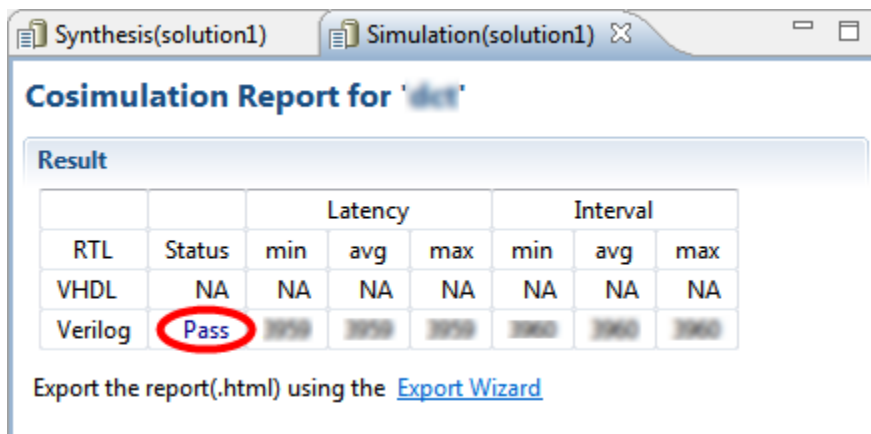 Synthesis(solution1) Simulation(solution1)
Cosimulation Report for ' '
Result
Latency Interval
RTL Status min avg max min avg max
VHDL NA NA NA NA NA NA NA
Verilog Pass
Export the report(.html) using the Export Wizard